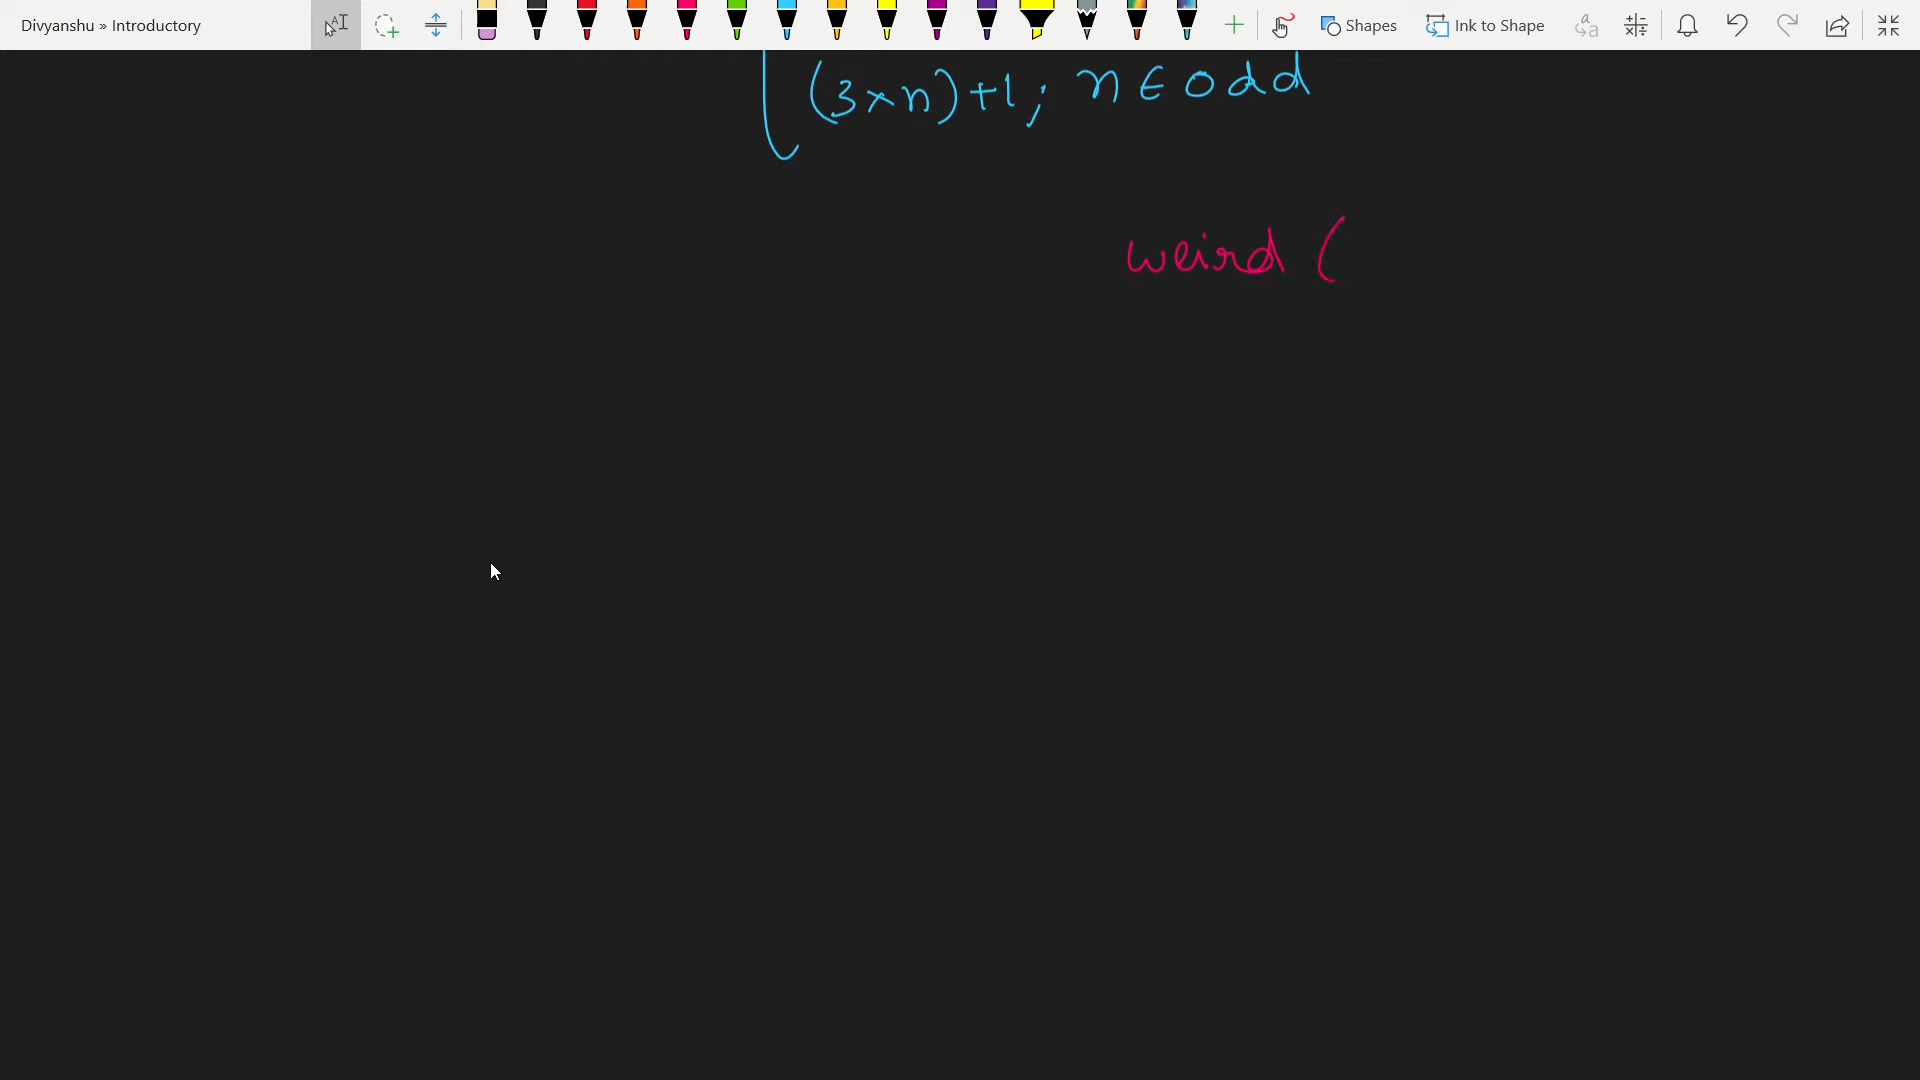 Divyanshu » Introductory
Shapes
Ink to Shape
(3×n)+1; n ∈ odd
weird (